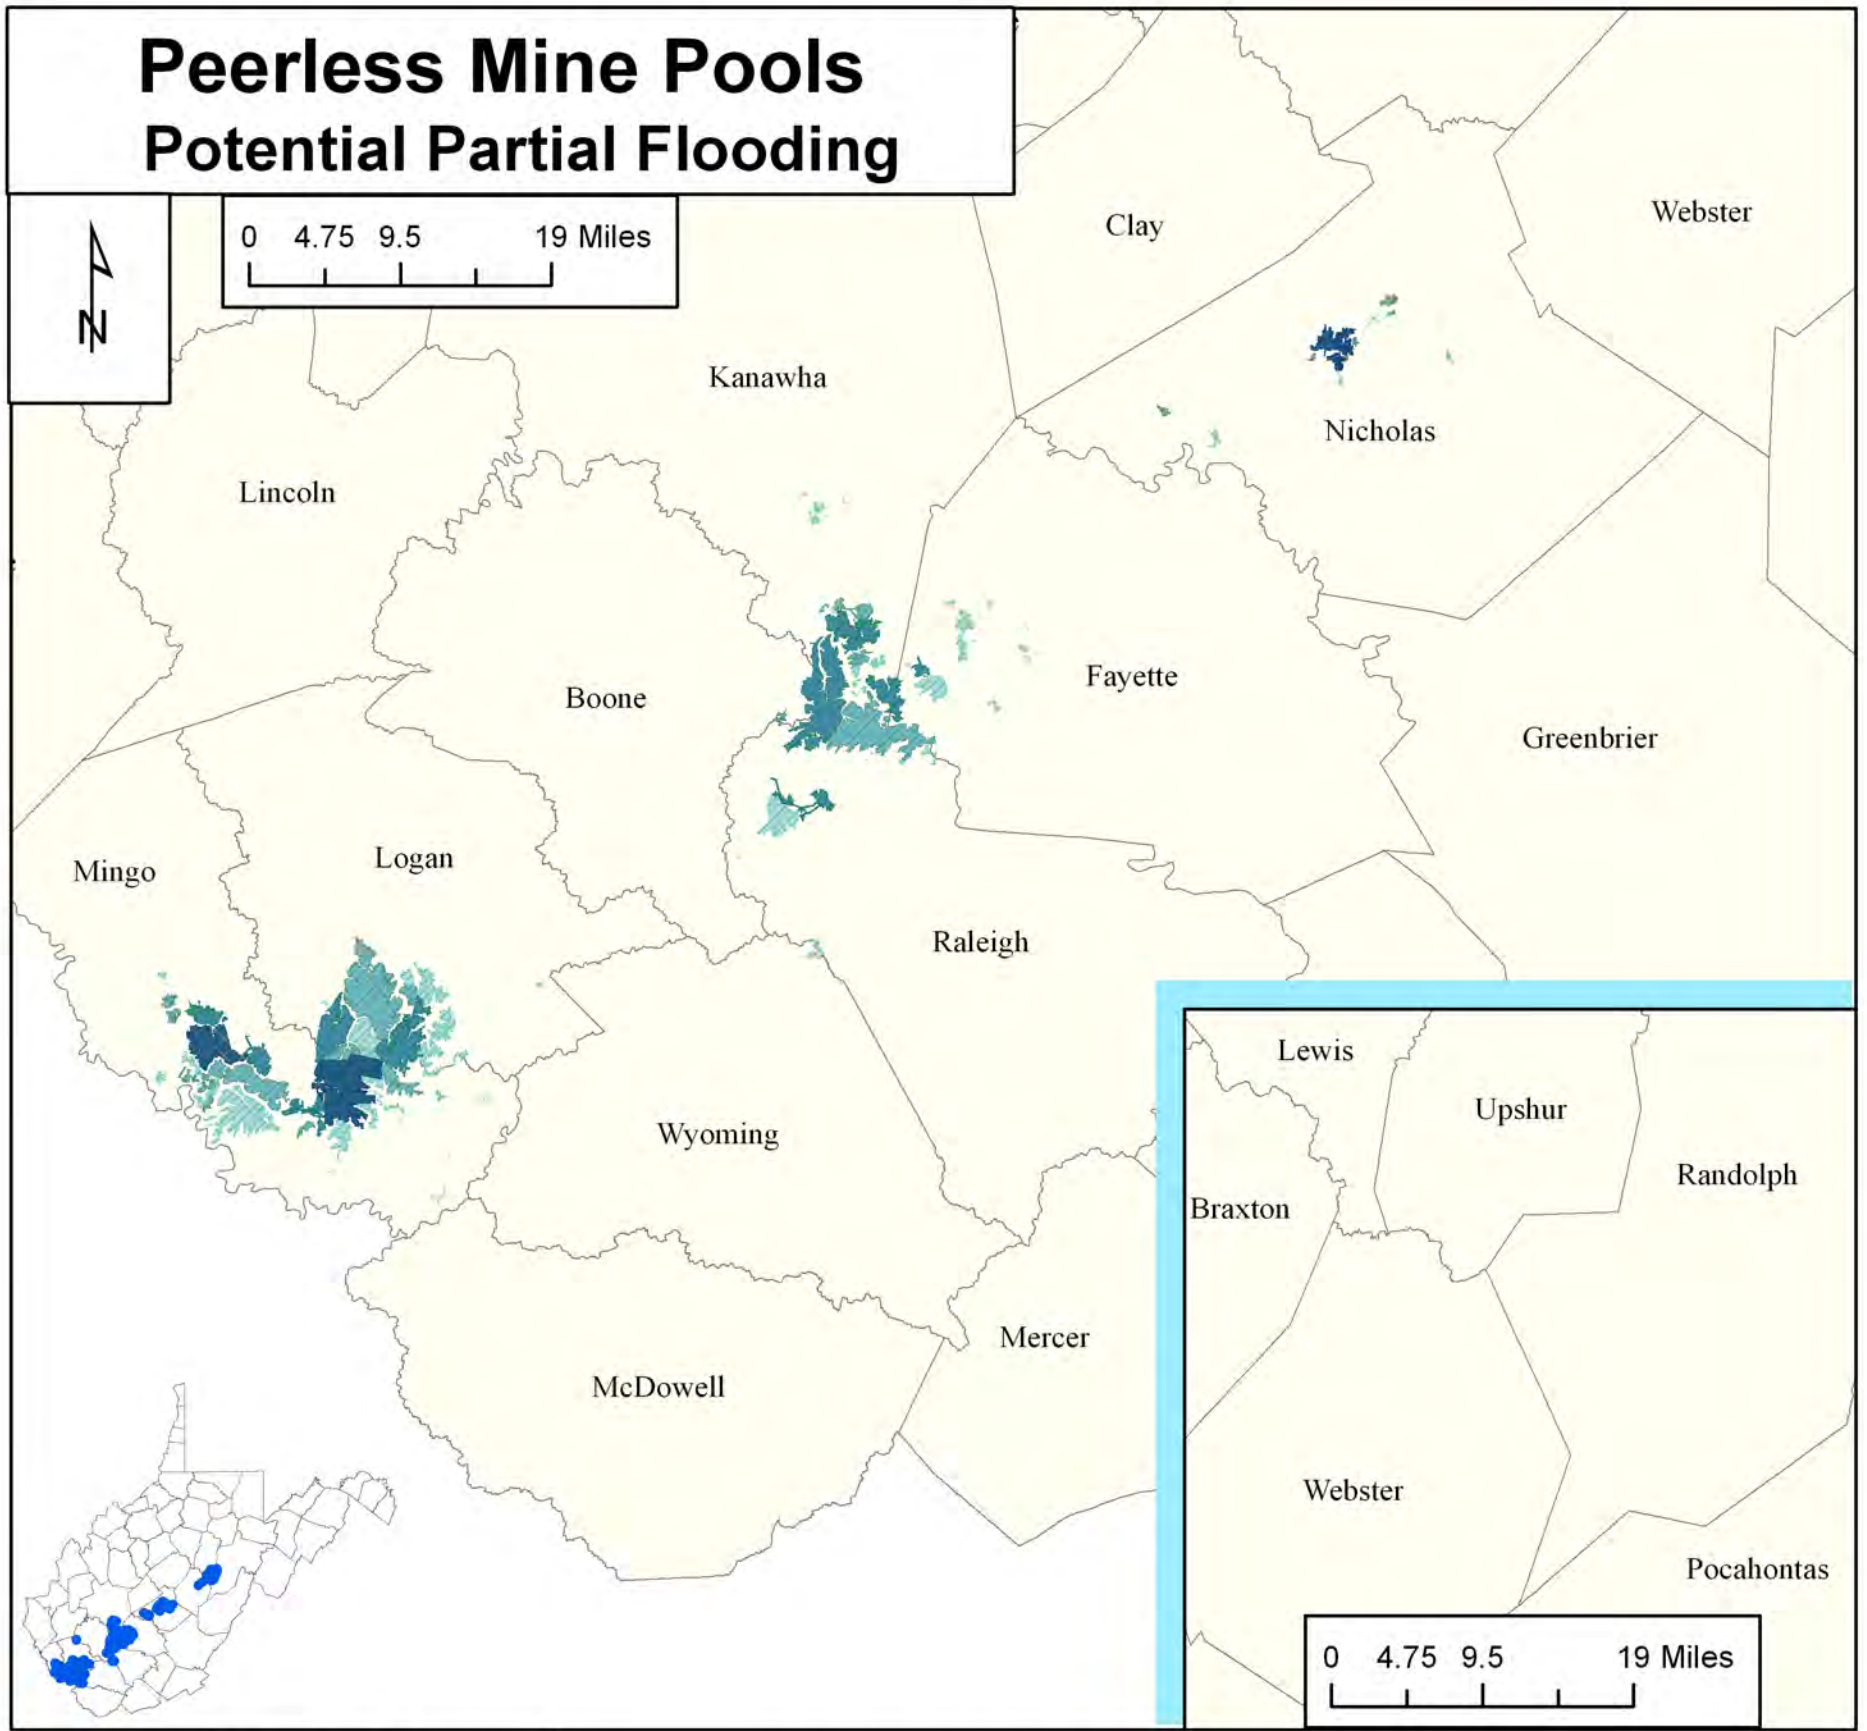 Peerless Mine Pools
Potential Partial Flooding
0 4.75 9.5 19 Miles
N
Clay
Webster
Kanawha
Nicholas
Lincoln
Fayette
Boone
Greenbrier
Logan
Mingo
Raleigh
Wyoming
Mercer
McDowell
Lewis
Upshur
Randolph
Braxton
Webster
Pocahontas
0 4.75 9.5 19 Miles